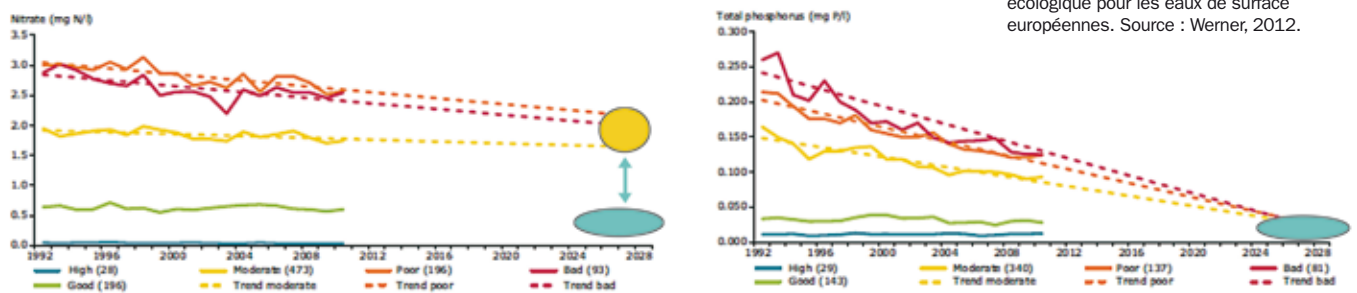 écologique pour les eaux de surface
européennes. Source : Werner, 2012.
Nitrate (mg N/l)
3.5
3.0
2.5
2.0
1.5
1.0
0.5
0.0
1992 1996 2000 2004 2008 2012 2016 2020 2024 2028
High (28) Moderate (473) Poor (196) Bad (93)
Good (196) Trend moderate Trend poor Trend bad
Total phosphorus (mg P/l)
0.300
0.250
0.200
0.150
0.100
0.050
0.000
1992 1996 2000 2004 2008 2012 2016 2020 2024 2028
High (29) Moderate (340) Poor (137) Bad (81)
Good (143) Trend moderate Trend poor Trend bad